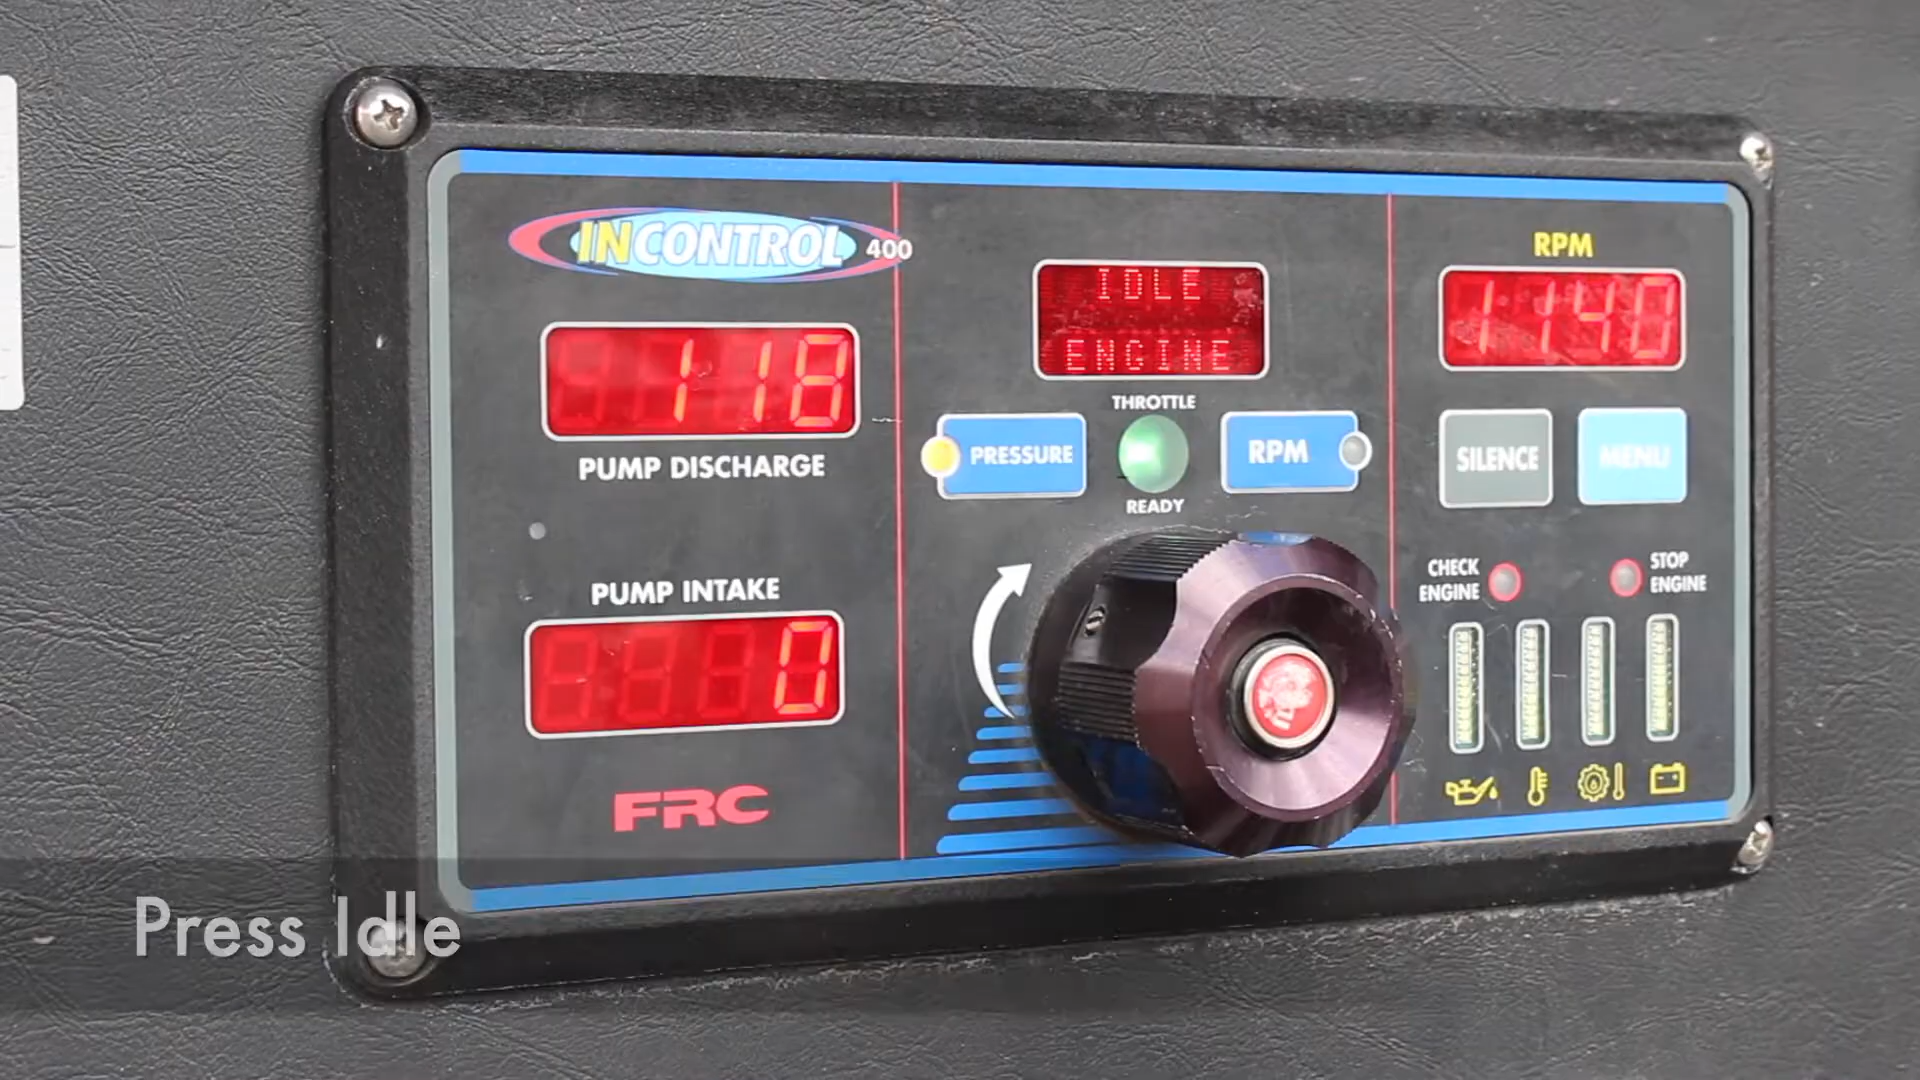 INCONTROL 400
118
PUMP DISCHARGE
PUMP INTAKE
0
FRC
IDLE
ENGINE
THROTTLE
PRESSURE
RPM
READY
RPM
1140
SILENCE
MENU
CHECK
ENGINE
STOP
ENGINE
Press Idle